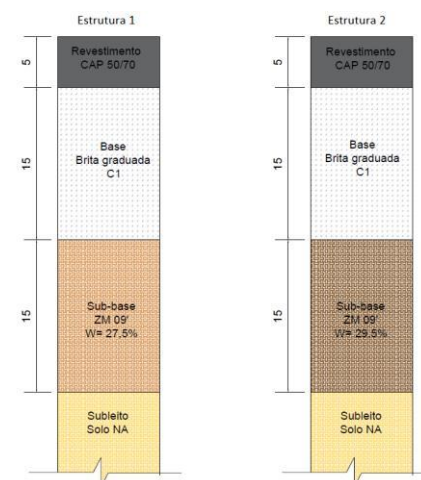 Estrutura 1
Estrutura 2
5
Revestimento
CAP 50/70
15
Base
Brita graduada
C1
15
Sub-base
ZM 09'
W= 27,5%
Subleito
Solo NA
5
Revestimento
CAP 50/70
15
Base
Brita graduada
C1
15
Sub-base
ZM 09'
W= 29,5%
Subleito
Solo NA